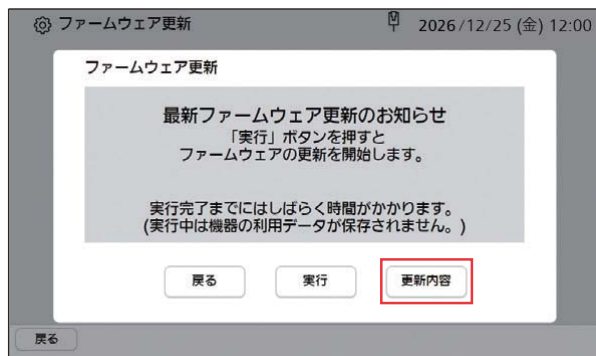 ファームウェア更新
2026/12/25 (金) 12:00
ファームウェア更新
最新ファームウェア更新のお知らせ
「実行」ボタンを押すと
ファームウェアの更新を開始します。
実行完了までにはしばらく時間がかかります。
(実行中は機器の利用データが保存されません。)
戻る
実行
更新内容
戻る